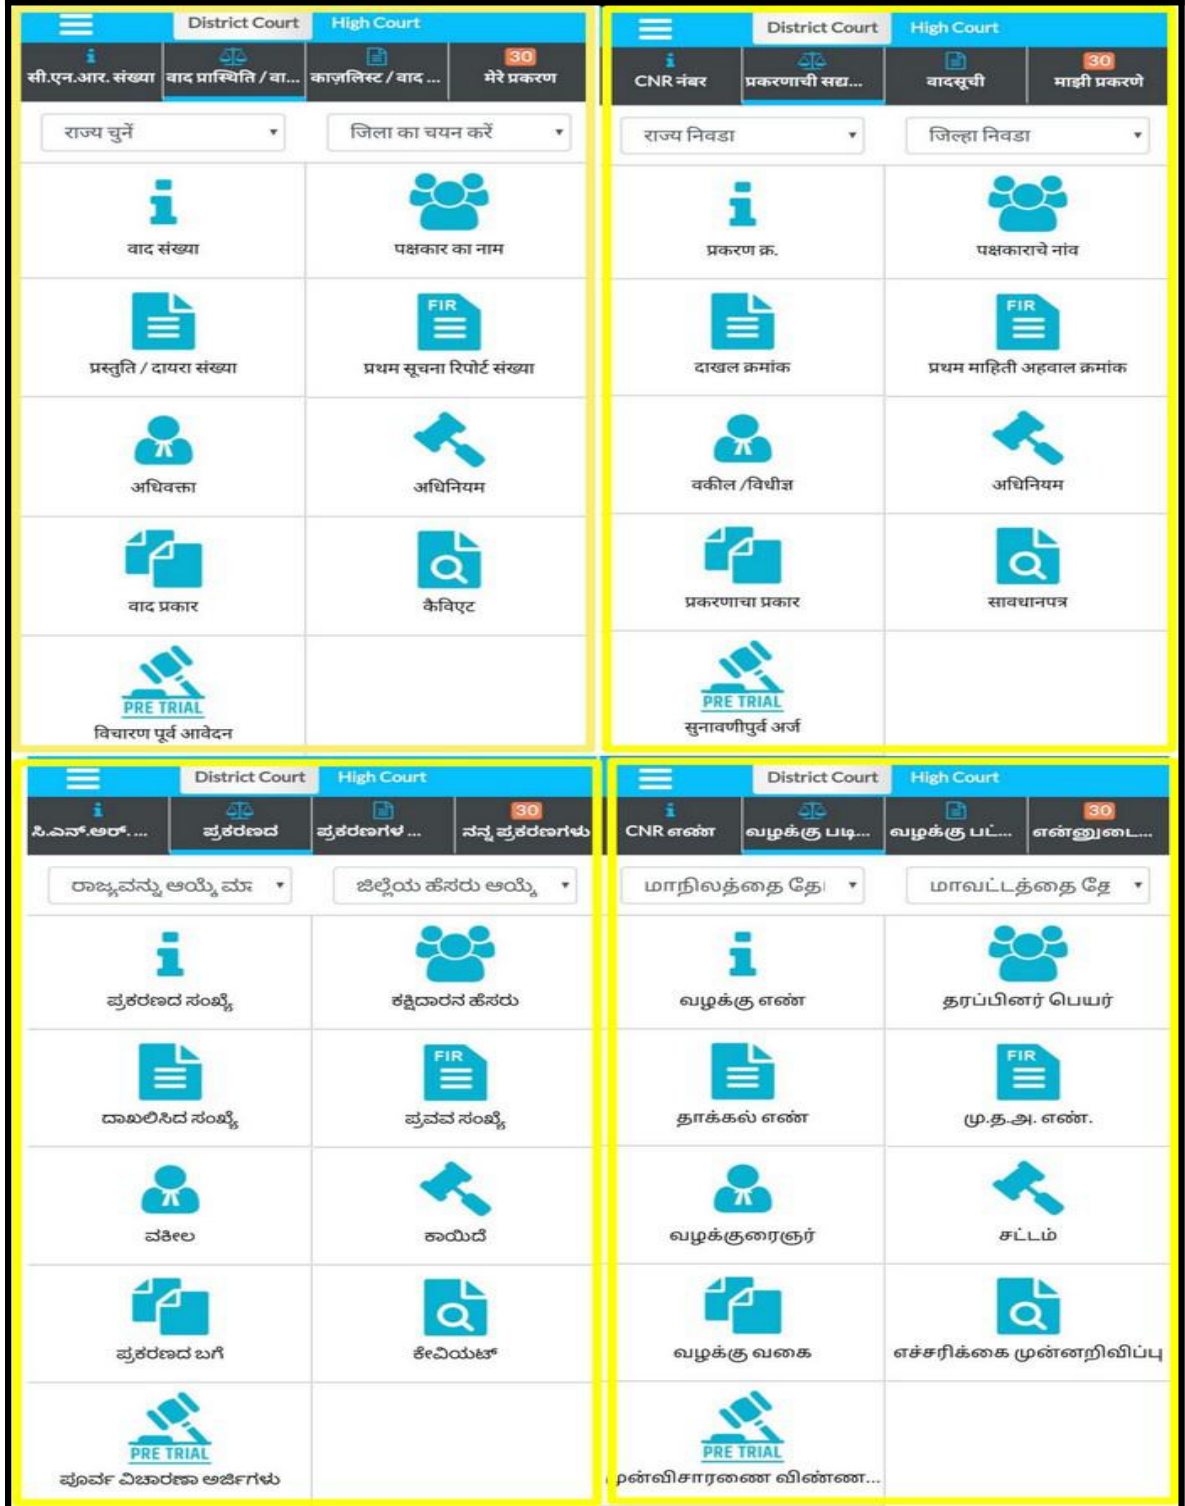 District Court High Court
सी.एन.आर. संख्या वाद प्रास्थिति / वा... काज़लिस्ट / वाद ... 30 मेरे प्रकरण
राज्य चुनें जिला का चयन करें
वाद संख्या पक्षकार का नाम
FIR
प्रस्तुति / दायरा संख्या प्रथम सूचना रिपोर्ट संख्या
अधिवक्ता अधिनियम
वाद प्रकार कैविएट
PRE TRIAL
विचारण पूर्व आवेदन
District Court High Court
CNR नंबर प्रकरणाची सद्य... वादसूची 30 माझी प्रकरणे
राज्य निवडा जिल्हा निवडा
प्रकरण क्र. पक्षकाराचे नांव
FIR
दाखल क्रमांक प्रथम माहिती अहवाल क्रमांक
वकील /विधीज्ञ अधिनियम
प्रकरणाचा प्रकार सावधानपत्र
PRE TRIAL
सुनावणीपुर्व अर्ज
District Court High Court
ಸಿ.ಎನ್.ಆರ್. ... ಪ್ರಕರಣದ ಪ್ರಕರಣಗಳ ... 30 ನನ್ನ ಪ್ರಕರಣಗಳು
ರಾಜ್ಯವನ್ನು ಆಯ್ಕೆ ಮಾ ಜಿಲ್ಲೆಯ ಹೆಸರು ಆಯ್ಕೆ
ಪ್ರಕರಣದ ಸಂಖ್ಯೆ ಕಕ್ಷಿದಾರನ ಹೆಸರು
FIR
ದಾಖಲಿಸಿದ ಸಂಖ್ಯೆ ಪ್ರವವ ಸಂಖ್ಯೆ
ವಕೀಲ ಕಾಯಿದೆ
ಪ್ರಕರಣದ ಬಗೆ ಕೇವಿಯಟ್
PRE TRIAL
ಪೂರ್ವ ವಿಚಾರಣಾ ಅರ್ಜಿಗಳು
District Court High Court
CNR எண் வழக்கு படி... வழக்கு பட்... 30 என்னுடை...
மாநிலத்தை தே மாவட்டத்தை தே
வழக்கு எண் தரப்பினர் பெயர்
FIR
தாக்கல் எண் மு.த.அ. எண்.
வழக்குரைஞர் சட்டம்
வழக்கு வகை எச்சரிக்கை முன்னறிவிப்பு
PRE TRIAL
முன்விசாரணை விண்ண...